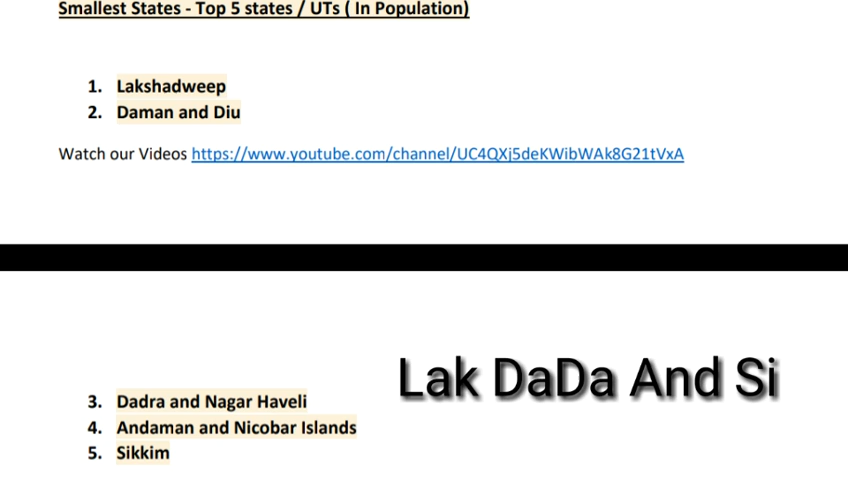 Smallest States - Top 5 states / UTs ( In Population)
1. Lakshadweep
2. Daman and Diu
Watch our Videos https://www.youtube.com/channel/UC4QXj5deKWibWAk8G21tVxA
Lak DaDa And Si
3. Dadra and Nagar Haveli
4. Andaman and Nicobar Islands
5. Sikkim